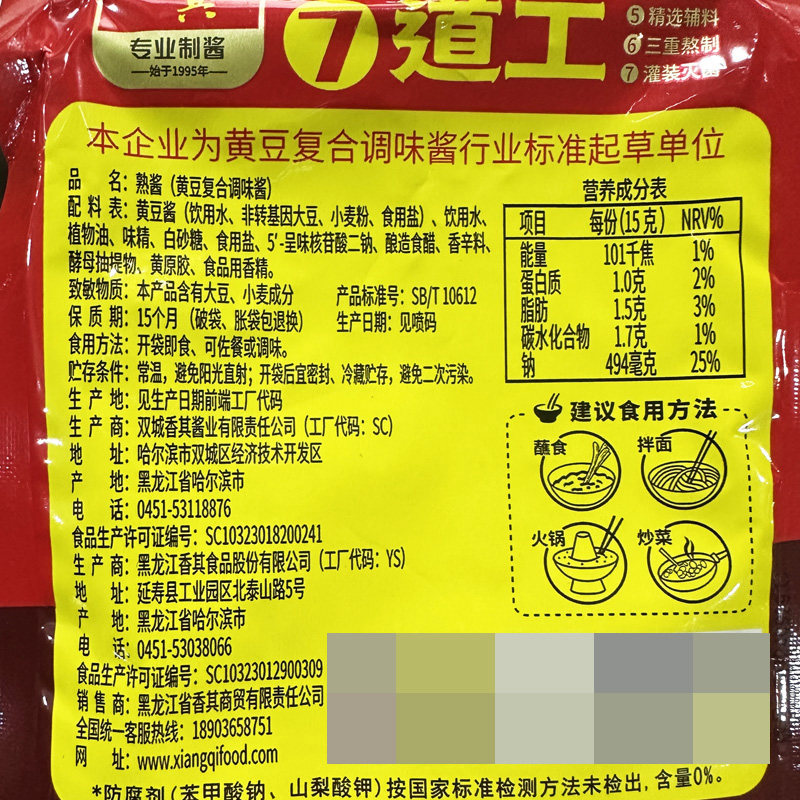 其
专业制酱
始于1995年
7道工
⑤精选辅料
⑥三重熬制
⑦灌装灭菌
本企业为黄豆复合调味酱行业标准起草单位
品 名：熟酱（黄豆复合调味酱）
配 料 表：黄豆酱（饮用水、非转基因大豆、小麦粉、食用盐）、饮用水、
植物油、味精、白砂糖、食用盐、5′-呈味核苷酸二钠、酿造食醋、香辛料、
酵母抽提物、黄原胶、食品用香精。
致敏物质：本产品含有大豆、小麦成分 产品标准号：SB/T 10612
保 质 期：15个月（破袋、胀袋包退换） 生产日期：见喷码
食用方法：开袋即食、可佐餐或调味。
贮存条件：常温，避免阳光直射；开袋后宜密封、冷藏贮存，避免二次污染。
生 产 地：见生产日期前端工厂代码
生 产 商：双城香其酱业有限责任公司（工厂代码：SC）
地 址：哈尔滨市双城区经济技术开发区
产 地：黑龙江省哈尔滨市
电 话：0451-53118876
食品生产许可证编号：SC10323018200241
生 产 商：黑龙江香其食品股份有限公司（工厂代码：YS）
地 址：延寿县工业园区北泰山路5号
产 地：黑龙江省哈尔滨市
电 话：0451-53038066
食品生产许可证编号：SC10323012900309
销 售 商：黑龙江省香其商贸有限责任公司
全国统一客服热线：18903658751
网 址：www.xiangqifood.com
*防腐剂（苯甲酸钠、山梨酸钾）按国家标准检测方法未检出，含量0%。
营养成分表
项目 每份(15克) NRV%
能量 101千焦 1%
蛋白质 1.0克 2%
脂肪 1.5克 3%
碳水化合物 1.7克 1%
钠 494毫克 25%
建议食用方法
蘸食 拌面
火锅 炒菜